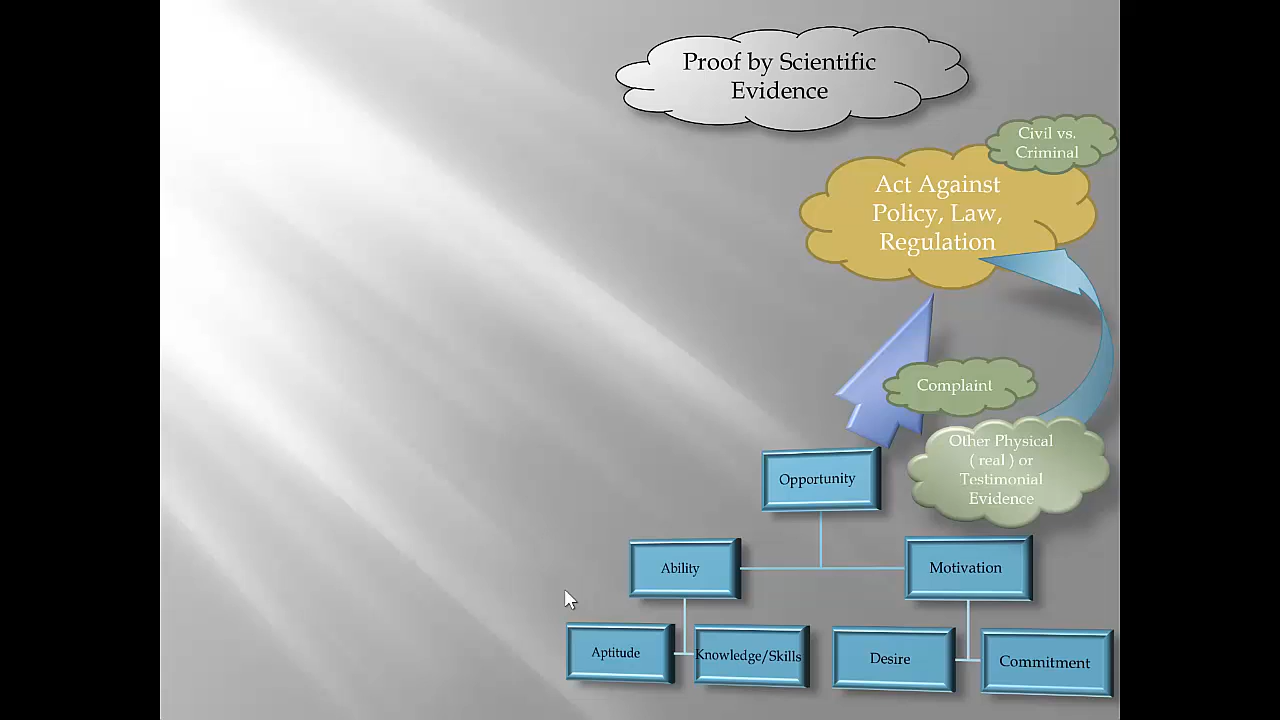 Proof by Scientific
Evidence
Civil vs.
Criminal
Act Against
Policy, Law,
Regulation
Complaint
Other Physical
( real ) or
Testimonial
Evidence
Opportunity
Ability
Motivation
Aptitude
Knowledge/Skills
Desire
Commitment